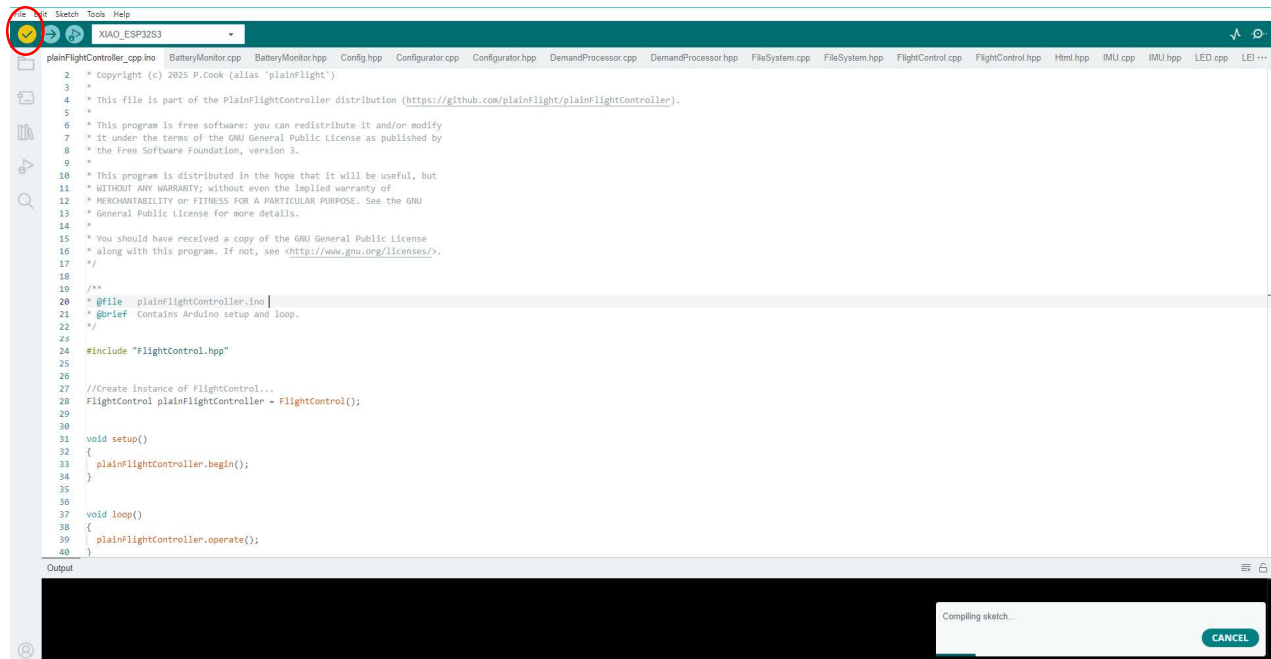 File Edit Sketch Tools Help
XIAO_ESP32S3
plainFlightController_cpp.ino BatteryMonitor.cpp BatteryMonitor.hpp Config.hpp Configurator.cpp Configurator.hpp DemandProcessor.cpp DemandProcessor.hpp FileSystem.cpp FileSystem.hpp FlightControl.cpp FlightControl.hpp Html.hpp IMU.cpp IMU.hpp LED.cpp LEI ...
2 * Copyright (c) 2025 P.Cook (alias 'plainFlight')
3 *
4 * This file is part of the PlainFlightController distribution (https://github.com/plainFlight/plainFlightController).
5 *
6 * This program is free software: you can redistribute it and/or modify
7 * it under the terms of the GNU General Public License as published by
8 * the Free Software Foundation, version 3.
9 *
10 * This program is distributed in the hope that it will be useful, but
11 * WITHOUT ANY WARRANTY; without even the implied warranty of
12 * MERCHANTABILITY or FITNESS FOR A PARTICULAR PURPOSE. See the GNU
13 * General Public License for more details.
14 *
15 * You should have received a copy of the GNU General Public License
16 * along with this program. If not, see <http://www.gnu.org/licenses/>.
17 */
18
19 /**
20 * @file plainFlightController.ino
21 * @brief Contains Arduino setup and loop.
22 */
23
24 #include "FlightControl.hpp"
25
26
27 //Create instance of FlightControl...
28 FlightControl plainFlightController = FlightControl();
29
30
31 void setup()
32 {
33 plainFlightController.begin();
34 }
35
36
37 void loop()
38 {
39 plainFlightController.operate();
40 }
Output
Compiling sketch...
CANCEL